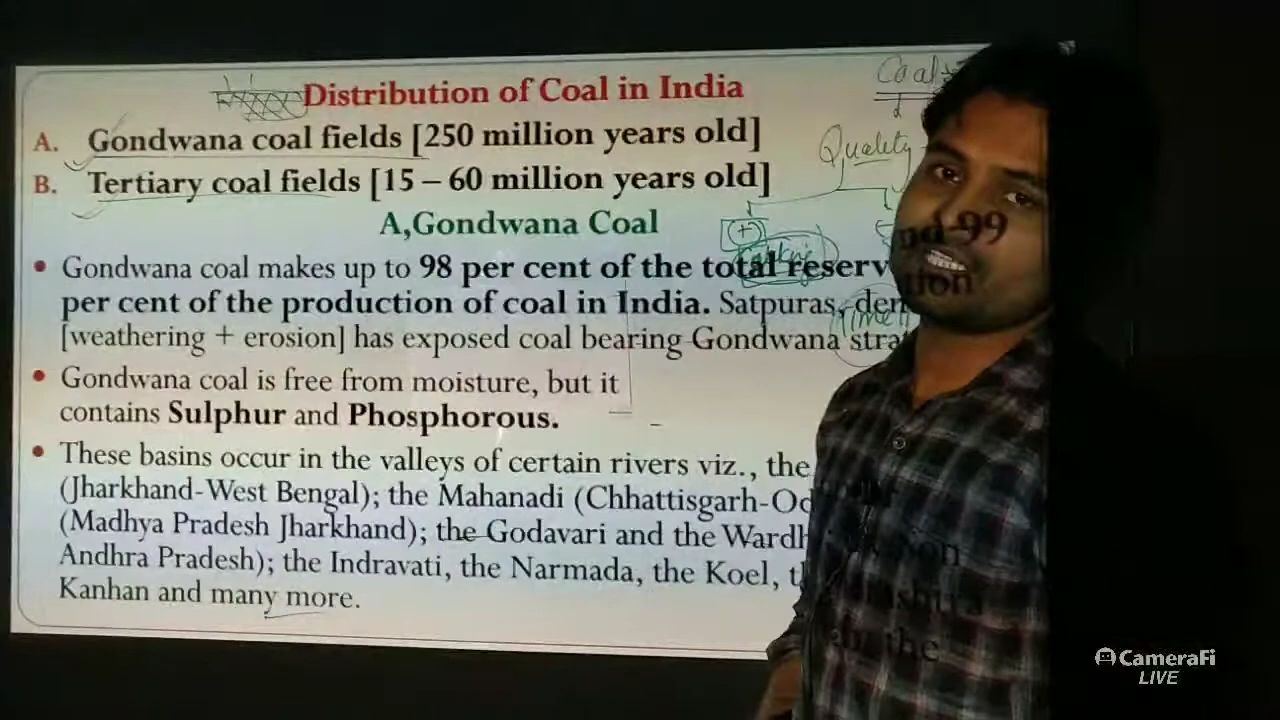 Distribution of Coal in India
Coal
A. Gondwana coal fields [250 million years old]
Quality
B. Tertiary coal fields [15 – 60 million years old]
A,Gondwana Coal
(+)
• Gondwana coal makes up to 98 per cent of the total reserv nd 99
per cent of the production of coal in India. Satpuras, den tion
[weathering + erosion] has exposed coal bearing Gondwana strat
• Gondwana coal is free from moisture, but it
contains Sulphur and Phosphorous.
• These basins occur in the valleys of certain rivers viz., the
(Jharkhand-West Bengal); the Mahanadi (Chhattisgarh-Od
(Madhya Pradesh Jharkhand); the Godavari and the Wardh
Andhra Pradesh); the Indravati, the Narmada, the Koel, the
Kanhan and many more.
CameraFi
LIVE